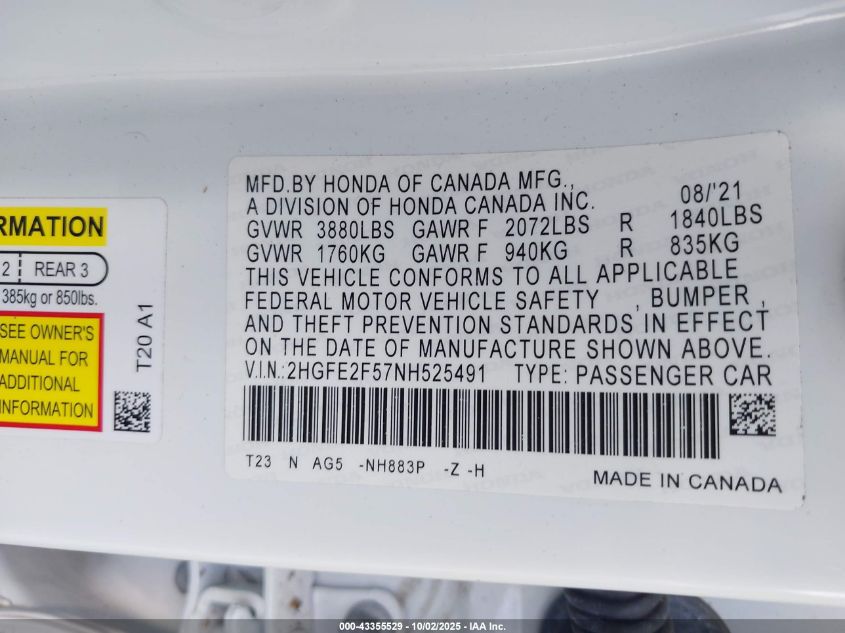 RMATION
2 REAR 3
385kg or 850lbs.
SEE OWNER'S
MANUAL FOR
ADDITIONAL
INFORMATION
T20 A1
MFD.BY HONDA OF CANADA MFG.,
A DIVISION OF HONDA CANADA INC. 08/'21
GVWR 3880LBS GAWR F 2072LBS R 1840LBS
GVWR 1760KG GAWR F 940KG R 835KG
THIS VEHICLE CONFORMS TO ALL APPLICABLE
FEDERAL MOTOR VEHICLE SAFETY , BUMPER ,
AND THEFT PREVENTION STANDARDS IN EFFECT
ON THE DATE OF MANUFACTURE SHOWN ABOVE.
V.I.N.:2HGFE2F57NH525491 TYPE: PASSENGER CAR
T23 N AG5 -NH883P -Z -H
MADE IN CANADA
000-43355529 - 10/02/2025 - IAA Inc.